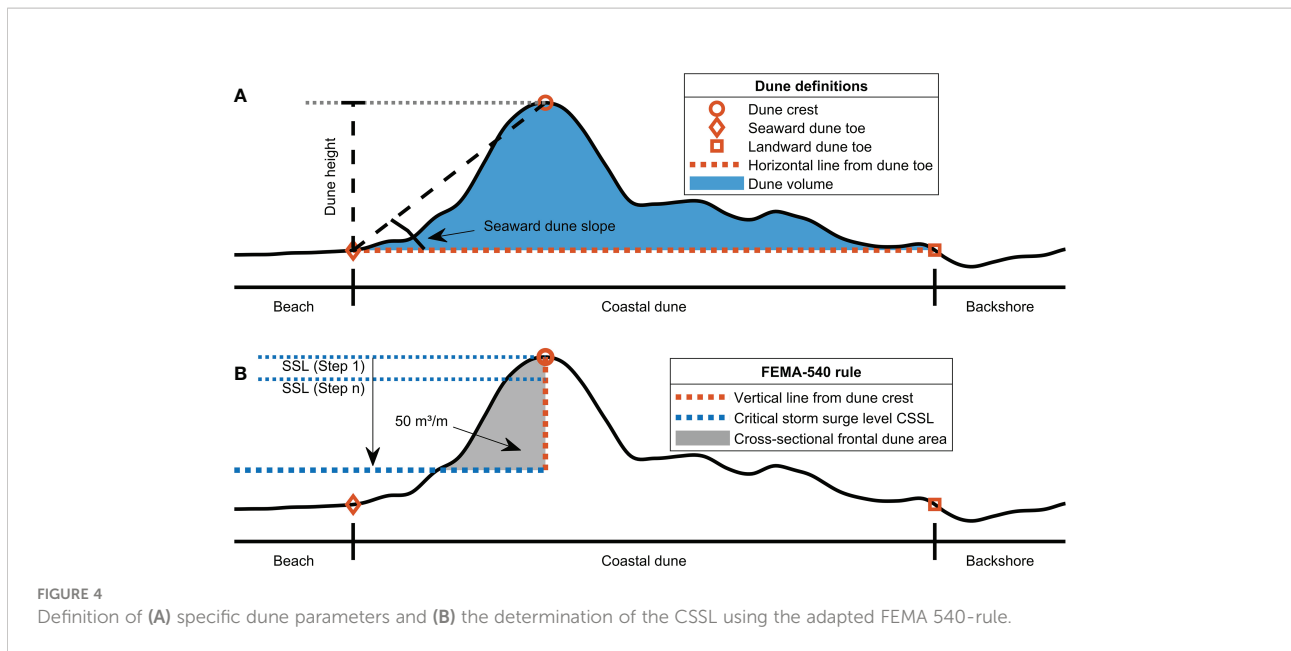 A
Dune height
Seaward dune slope
Dune definitions
Dune crest
Seaward dune toe
Landward dune toe
Horizontal line from dune toe
Dune volume
Beach
Coastal dune
Backshore
B
SSL (Step 1)
SSL (Step n)
50 m³/m
FEMA-540 rule
Vertical line from dune crest
Critical storm surge level CSSL
Cross-sectional frontal dune area
Beach
Coastal dune
Backshore
FIGURE 4
Definition of (A) specific dune parameters and (B) the determination of the CSSL using the adapted FEMA 540-rule.